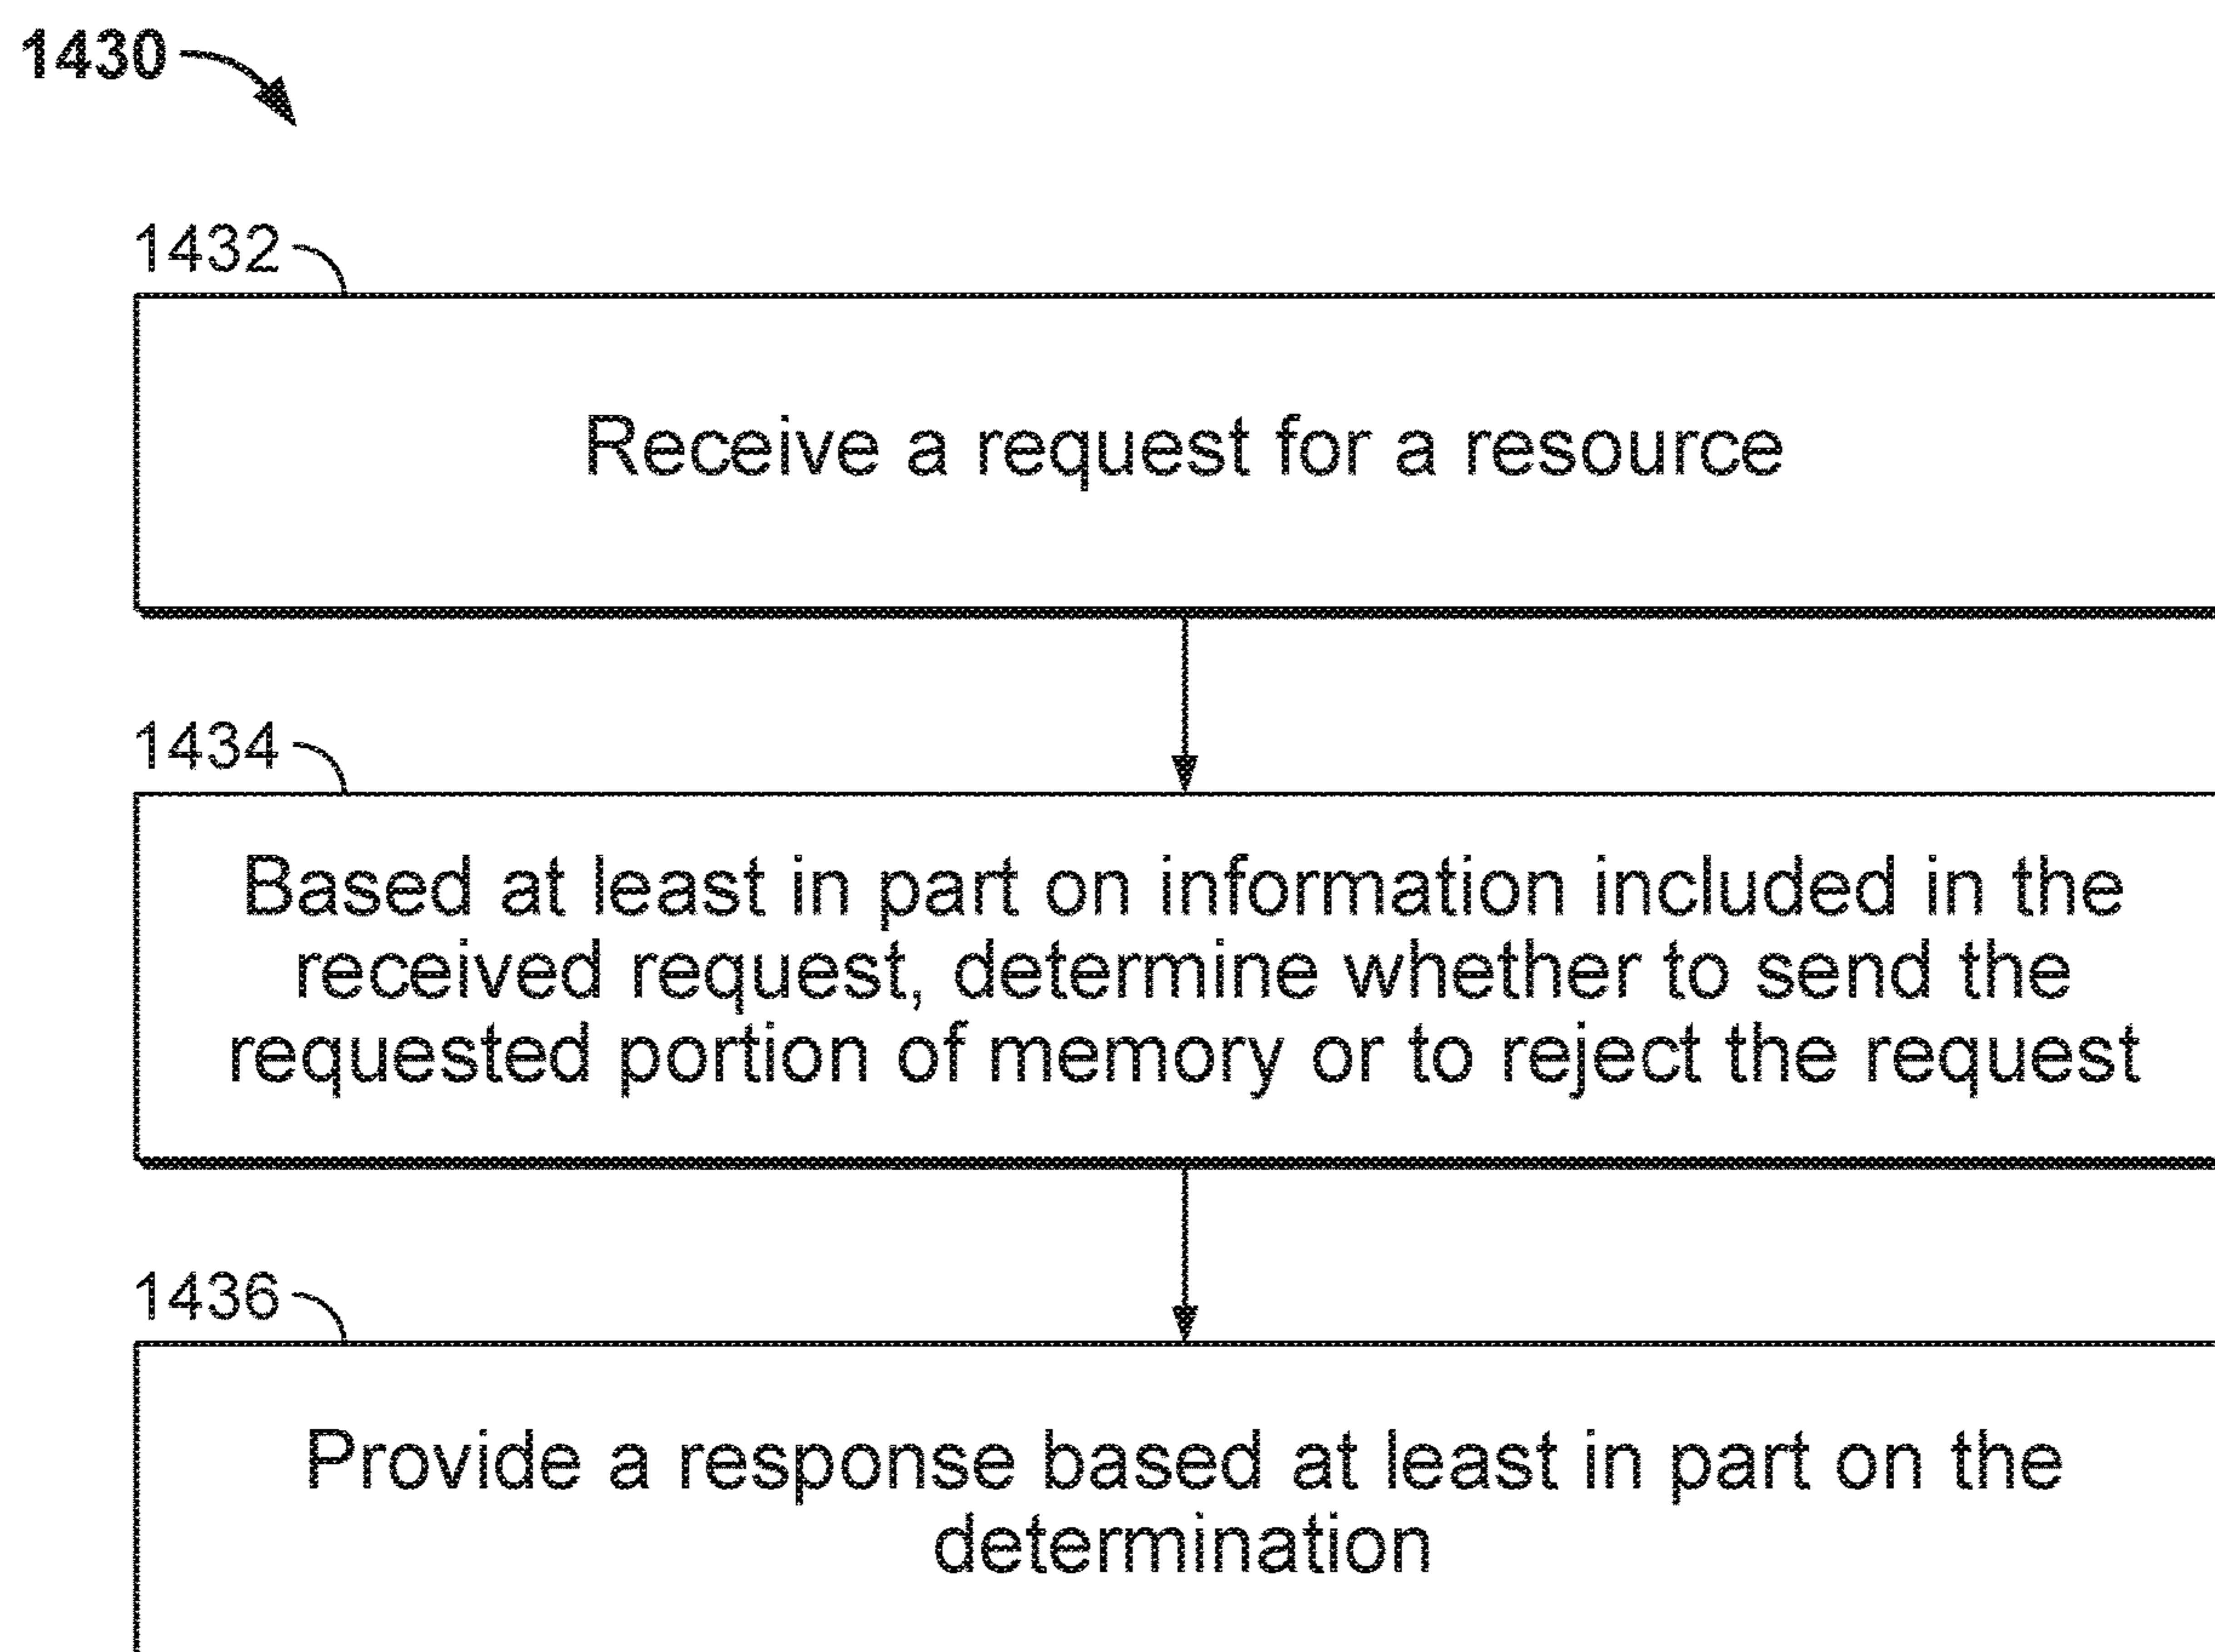 1430
1432
Receive a request for a resource
1434
Based at least in part on information included in the
received request, determine whether to send the
requested portion of memory or to reject the request
1436
Provide a response based at least in part on the
determination